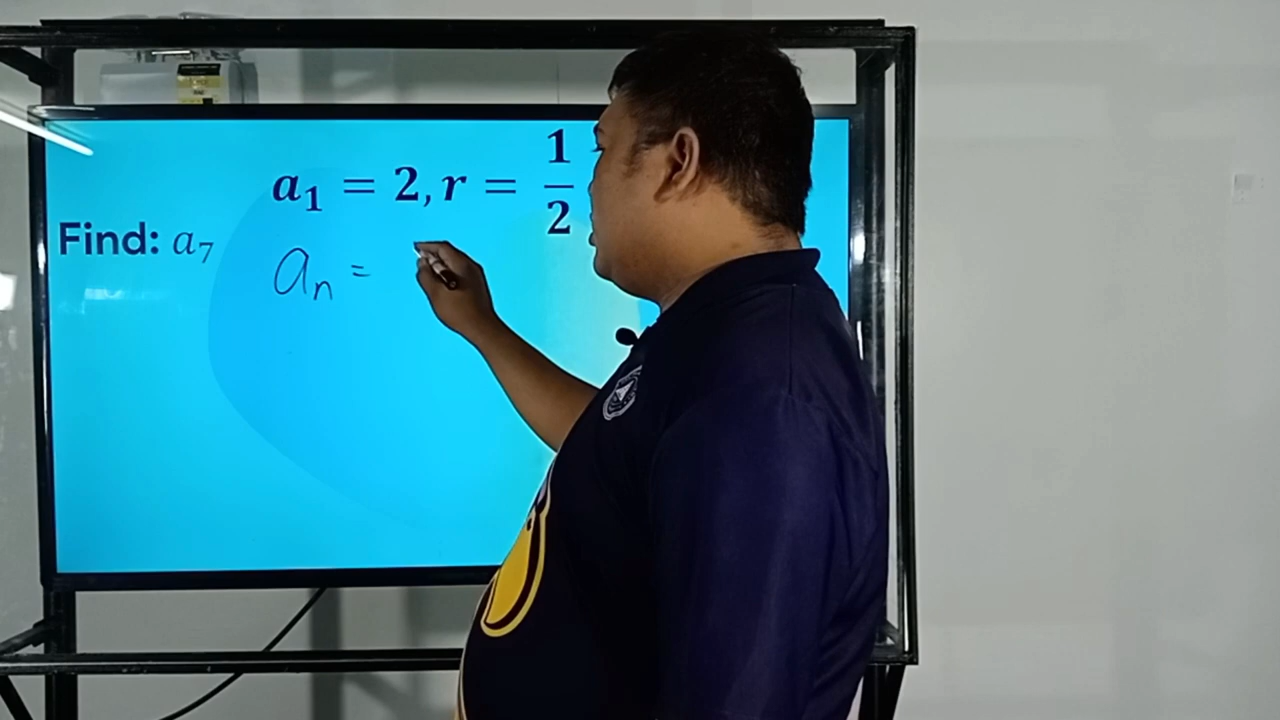 a₁ = 2, r = 1/2
Find: a₇
aₙ =